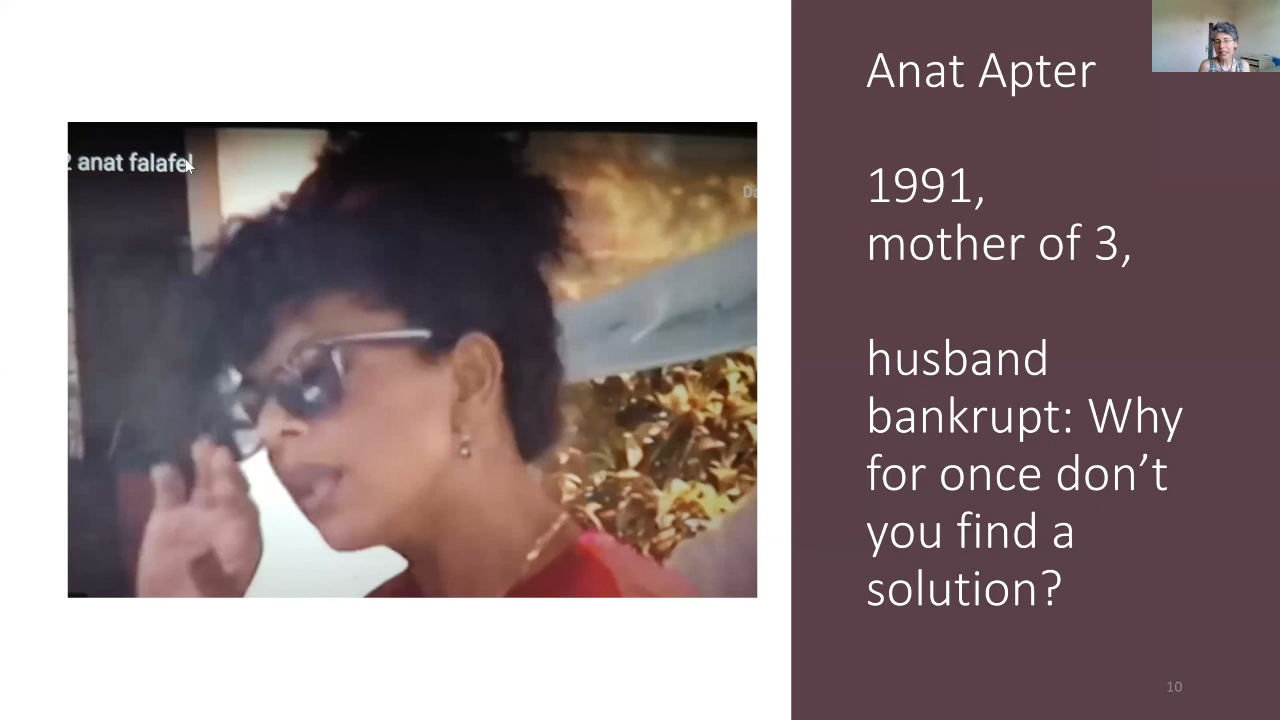 anat falafel
Anat Apter
1991,
mother of 3,
husband
bankrupt: Why
for once don’t
you find a
solution?
10